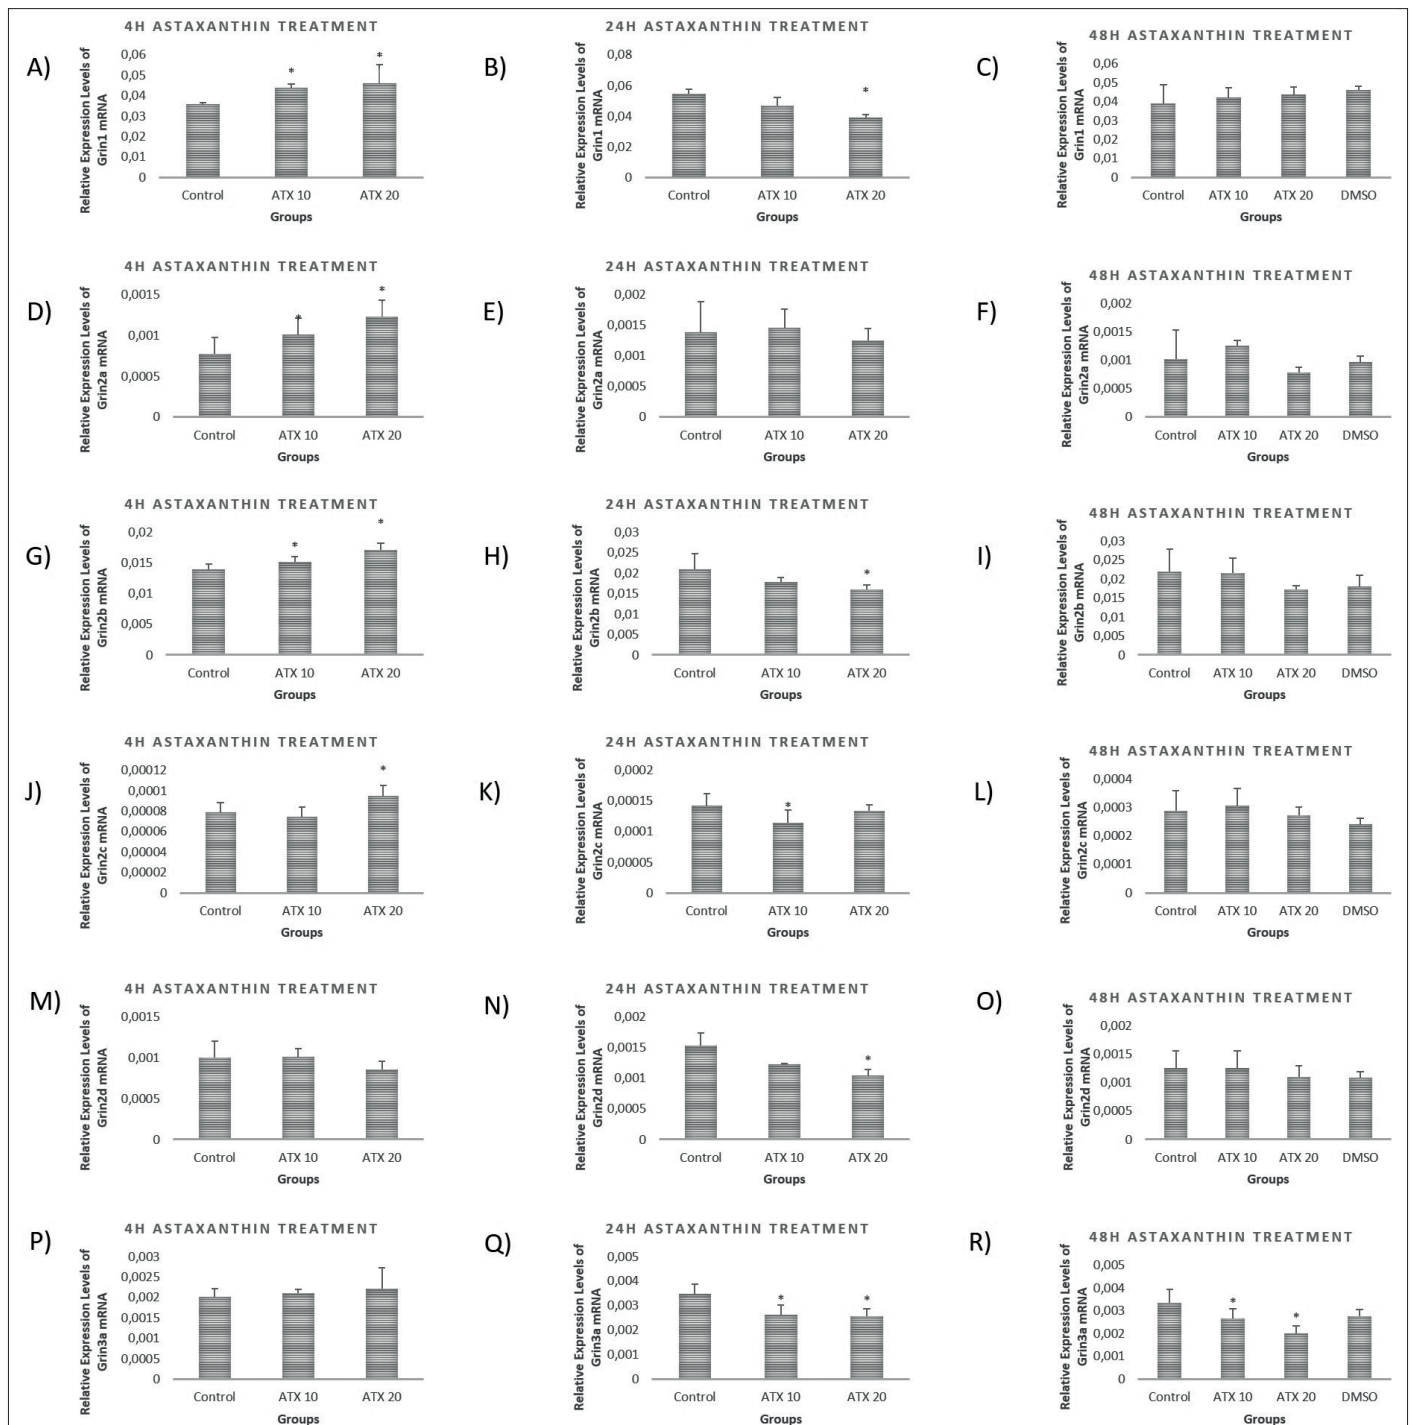 A)
4H ASTAXANTHIN TREATMENT
Relative Expression Levels of
Grin1 mRNA
0,06
0,05
0,04
0,03
0,02
0,01
0
*
*
Control ATX 10 ATX 20
Groups
B)
24H ASTAXANTHIN TREATMENT
Relative Expression Levels of
Grin1 mRNA
0,08
0,06
0,04
0,02
0
*
Control ATX 10 ATX 20
Groups
C)
48H ASTAXANTHIN TREATMENT
Relative Expression Levels of
Grin1 mRNA
0,06
0,05
0,04
0,03
0,02
0,01
0
Control ATX 10 ATX 20 DMSO
Groups
D)
4H ASTAXANTHIN TREATMENT
Relative Expression Levels of
Grin2a mRNA
0,0015
0,001
0,0005
0
*
*
Control ATX 10 ATX 20
Groups
E)
24H ASTAXANTHIN TREATMENT
Relative Expression Levels of
Grin2a mRNA
0,002
0,0015
0,001
0,0005
0
Control ATX 10 ATX 20
Groups
F)
48H ASTAXANTHIN TREATMENT
Relative Expression Levels of
Grin2a mRNA
0,002
0,0015
0,001
0,0005
0
Control ATX 10 ATX 20 DMSO
Groups
G)
4H ASTAXANTHIN TREATMENT
Relative Expression Levels of
Grin2b mRNA
0,02
0,015
0,01
0,005
0
*
*
Control ATX 10 ATX 20
Groups
H)
24H ASTAXANTHIN TREATMENT
Relative Expression Levels of
Grin2b mRNA
0,03
0,025
0,02
0,015
0,01
0,005
0
*
Control ATX 10 ATX 20
Groups
I)
48H ASTAXANTHIN TREATMENT
Relative Expression Levels of
Grin2b mRNA
0,03
0,025
0,02
0,015
0,01
0,005
0
Control ATX 10 ATX 20 DMSO
Groups
J)
4H ASTAXANTHIN TREATMENT
Relative Expression Levels of
Grin2c mRNA
0,00012
0,0001
0,00008
0,00006
0,00004
0,00002
0
*
Control ATX 10 ATX 20
Groups
K)
24H ASTAXANTHIN TREATMENT
Relative Expression Levels of
Grin2c mRNA
0,0002
0,00015
0,0001
0,00005
0
*
Control ATX 10 ATX 20
Groups
L)
48H ASTAXANTHIN TREATMENT
Relative Expression Levels of
Grin2c mRNA
0,0004
0,0003
0,0002
0,0001
0
Control ATX 10 ATX 20 DMSO
Groups
M)
4H ASTAXANTHIN TREATMENT
Relative Expression Levels of
Grin2d mRNA
0,0015
0,001
0,0005
0
Control ATX 10 ATX 20
Groups
N)
24H ASTAXANTHIN TREATMENT
Relative Expression Levels of
Grin2d mRNA
0,002
0,0015
0,001
0,0005
0
*
Control ATX 10 ATX 20
Groups
O)
48H ASTAXANTHIN TREATMENT
Relative Expression Levels of
Grin2d mRNA
0,002
0,0015
0,001
0,0005
0
Control ATX 10 ATX 20 DMSO
Groups
P)
4H ASTAXANTHIN TREATMENT
Relative Expression Levels of
Grin3a mRNA
0,003
0,0025
0,002
0,0015
0,001
0,0005
0
Control ATX 10 ATX 20
Groups
Q)
24H ASTAXANTHIN TREATMENT
Relative Expression Levels of
Grin3a mRNA
0,005
0,004
0,003
0,002
0,001
0
*
*
Control ATX 10 ATX 20
Groups
R)
48H ASTAXANTHIN TREATMENT
Relative Expression Levels of
Grin3a mRNA
0,005
0,004
0,003
0,002
0,001
0
*
*
Control ATX 10 ATX 20 DMSO
Groups